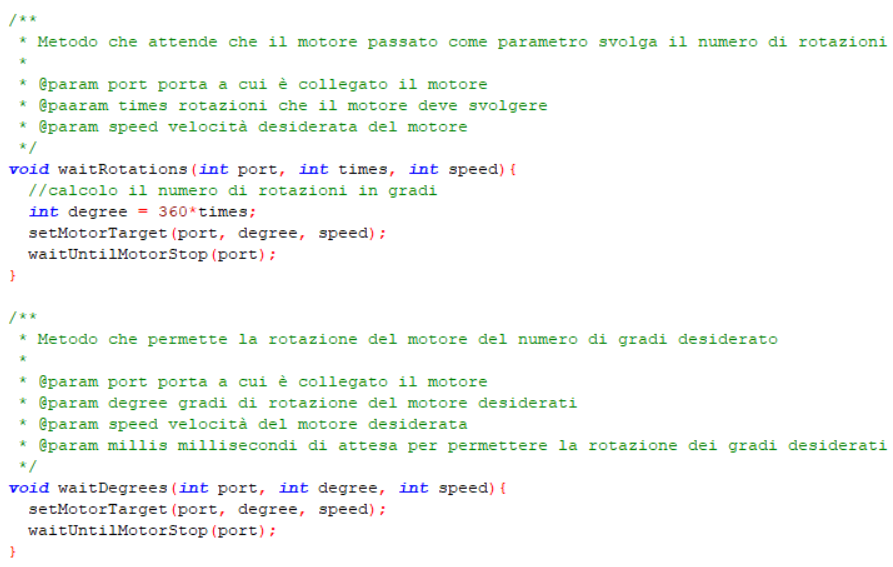 /**
 * Metodo che attende che il motore passato come parametro svolga il numero di rotazioni
 *
 * @param port porta a cui è collegato il motore
 * @paaram times rotazioni che il motore deve svolgere
 * @param speed velocità desiderata del motore
 */
void waitRotations(int port, int times, int speed){
  //calcolo il numero di rotazioni in gradi
  int degree = 360*times;
  setMotorTarget(port, degree, speed);
  waitUntilMotorStop(port);
}

/**
 * Metodo che permette la rotazione del motore del numero di gradi desiderato
 *
 * @param port porta a cui è collegato il motore
 * @param degree gradi di rotazione del motore desiderati
 * @param speed velocità del motore desiderata
 * @param millis millisecondi di attesa per permettere la rotazione dei gradi desiderati
 */
void waitDegrees(int port, int degree, int speed){
  setMotorTarget(port, degree, speed);
  waitUntilMotorStop(port);
}